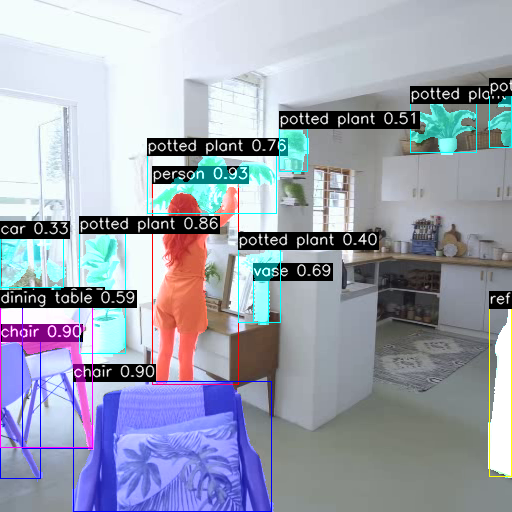 potted pla
pot
potted plant 0.51
potted plant 0.76
person 0.93
potted plant 0.86
car 0.33
potted plant 0.40
vase 0.69
dining table 0.59
ref
chair 0.90
chair 0.90